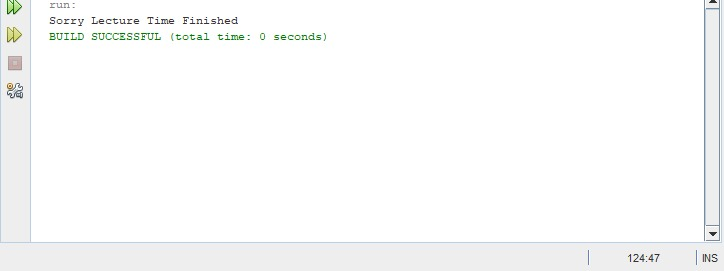 run:
Sorry Lecture Time Finished
BUILD SUCCESSFUL (total time: 0 seconds)
124:47
INS